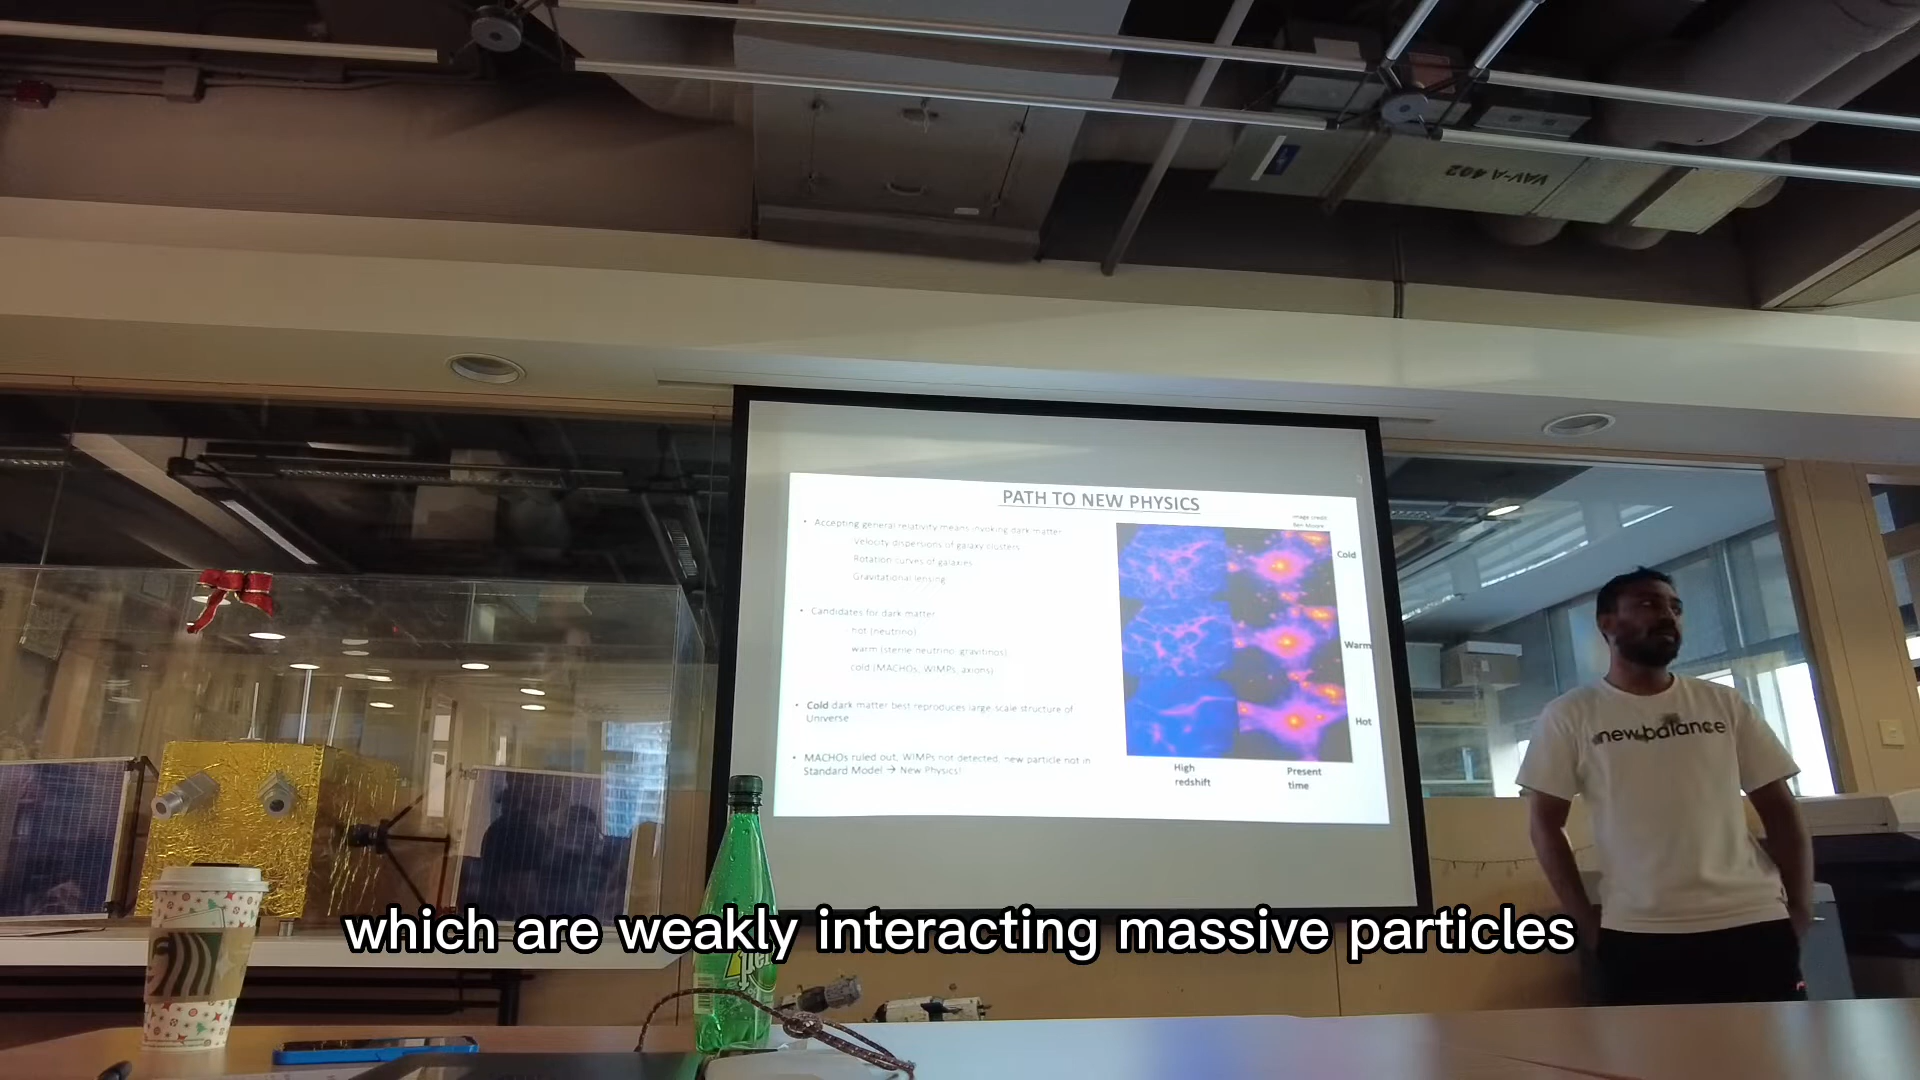 VAV-A 402
PATH TO NEW PHYSICS
Image credit
Ben Moore
• Accepting general relativity means invoking dark matter
Velocity dispersions of galaxy clusters
Rotation curves of galaxies
Gravitational lensing
• Candidates for dark matter
hot (neutrino)
warm (sterile neutrino, gravitinos)
cold (MACHOs, WIMPs, axions)
• Cold dark matter best reproduces large scale structure of
Universe
• MACHOs ruled out, WIMPs not detected, new particle not in
Standard Model → New Physics!
Cold
Warm
Hot
High
redshift
Present
time
new balance
which are weakly interacting massive particles